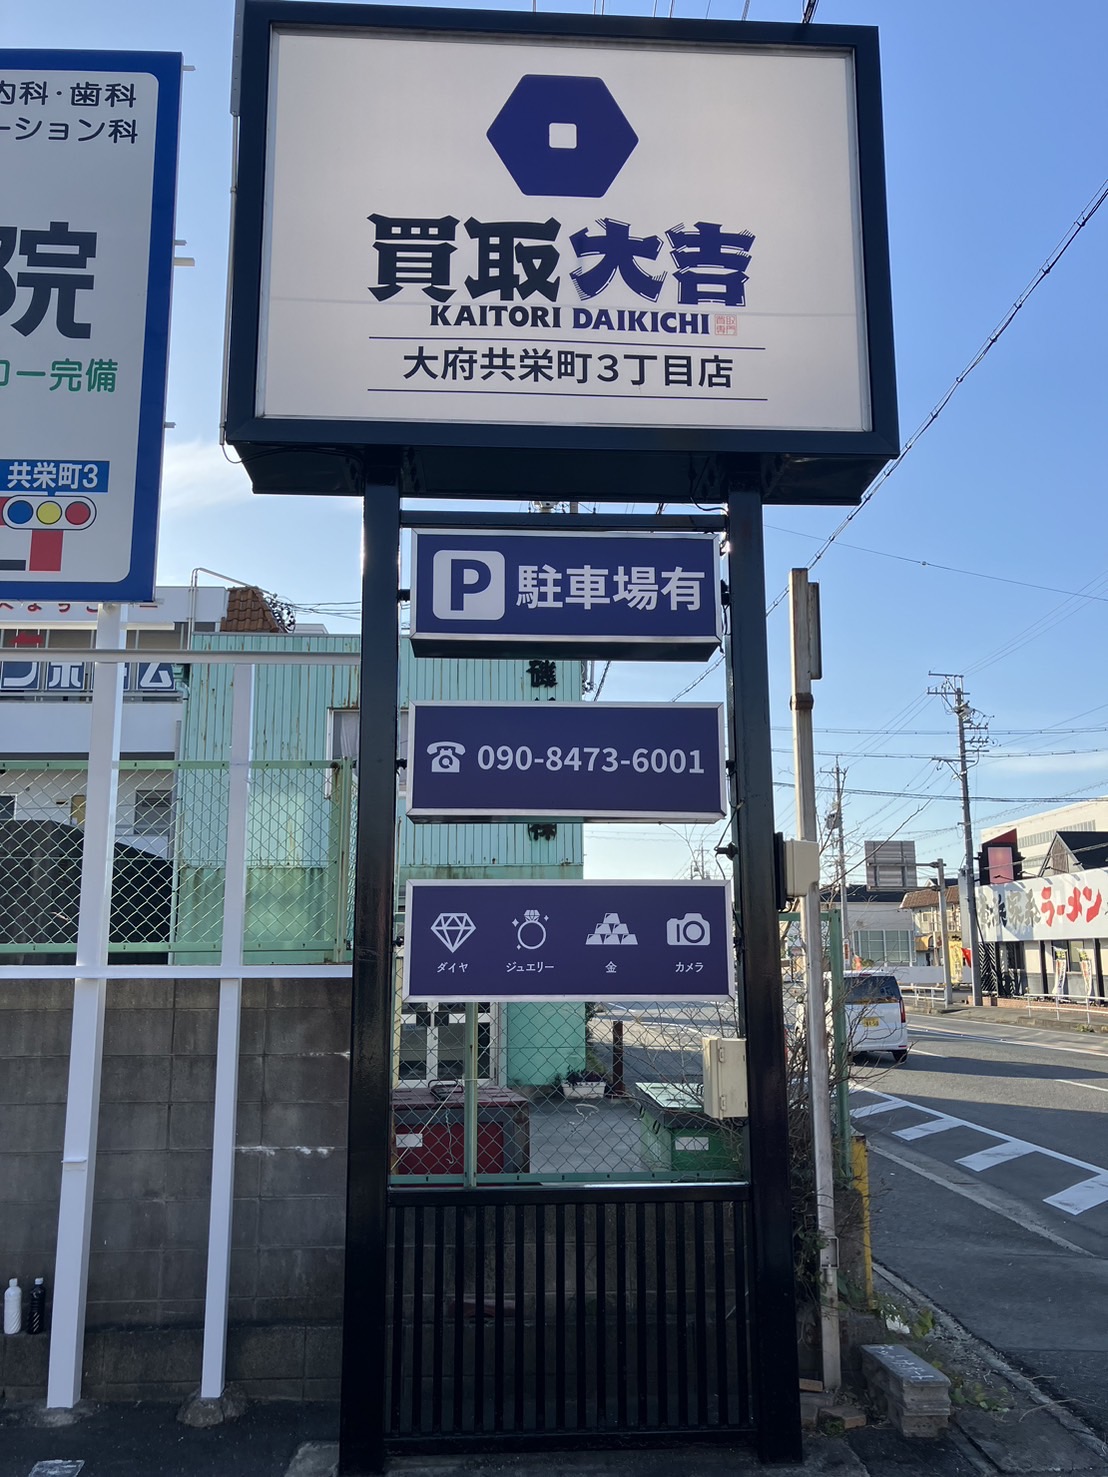 内科・歯科
ーション科
院
ロー完備
共栄町3
買取大吉
KAITORI DAIKICHI
大府共栄町3丁目店
P 駐車場有
090-8473-6001
ダイヤ ジュエリー 金 カメラ
ラーメン